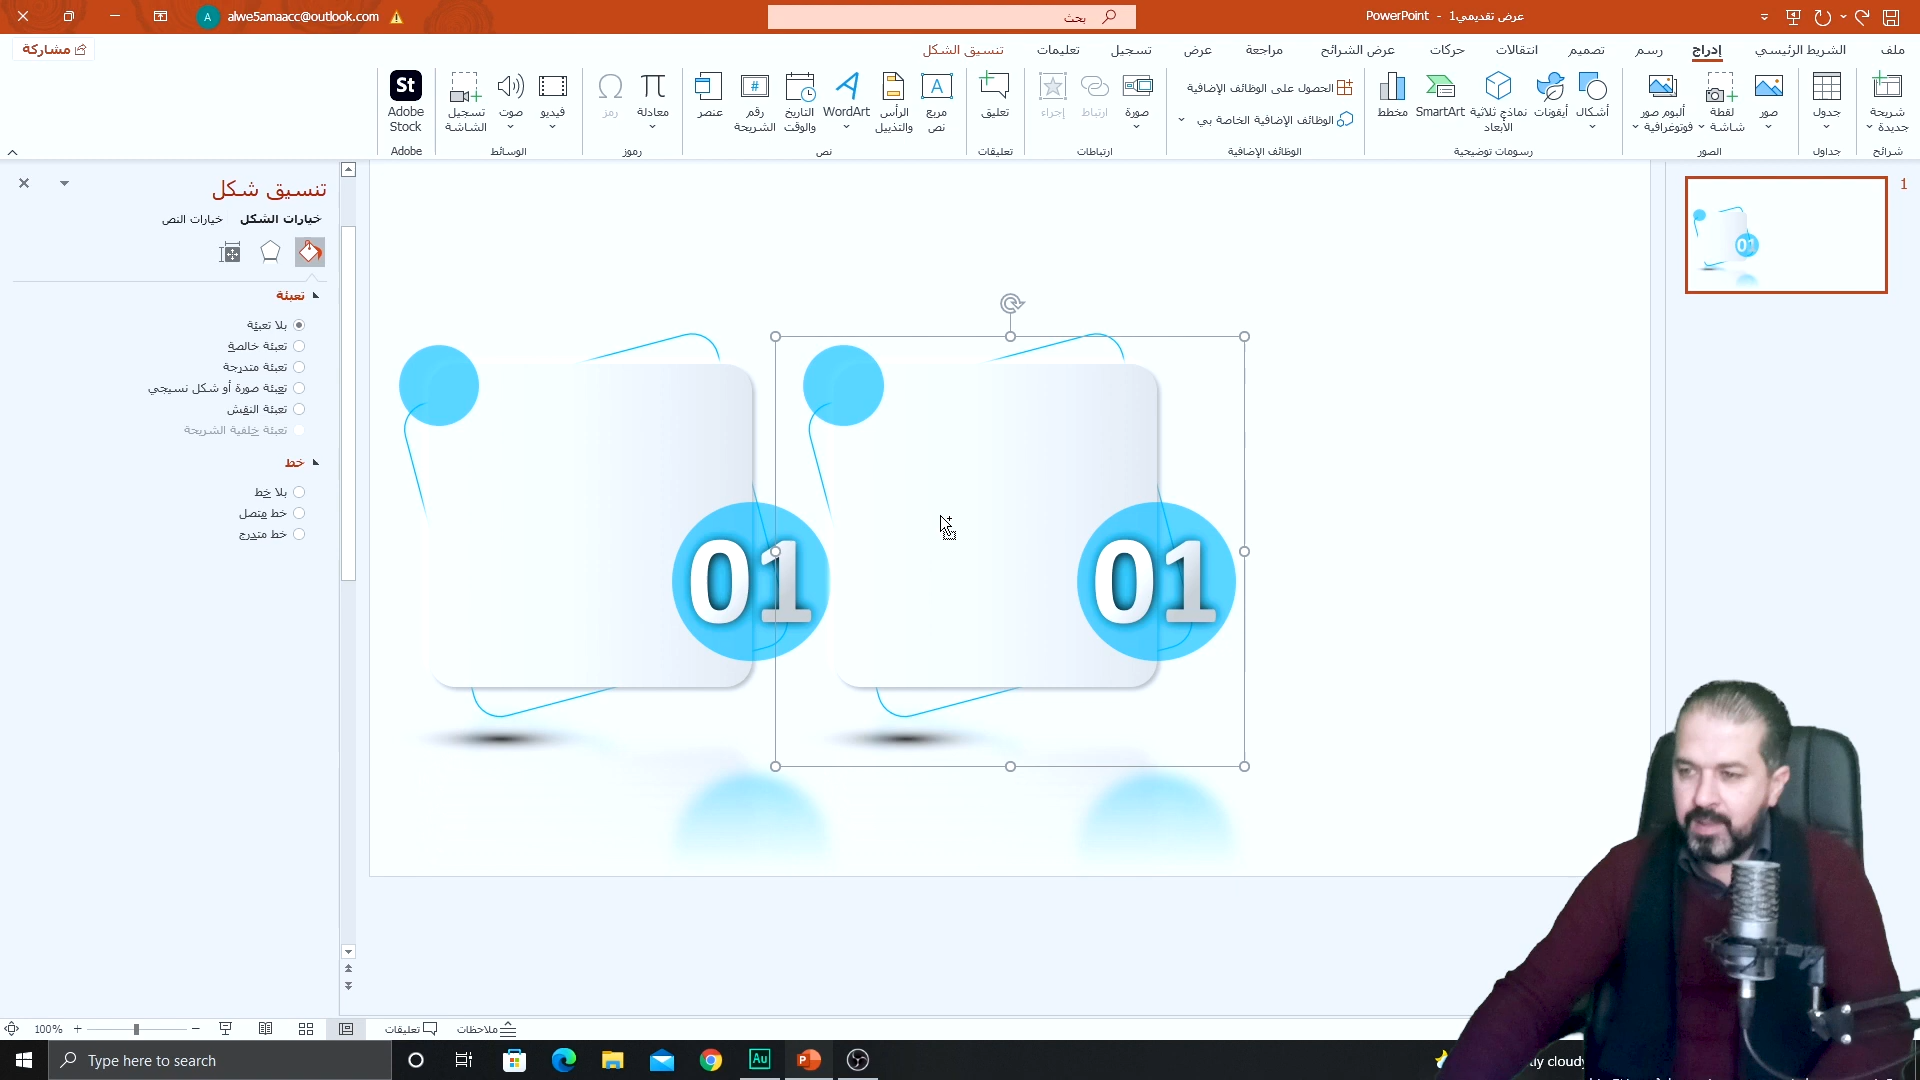 alwe5amaacc@outlook.com
بحث
عرض تقديمي1 - PowerPoint
ملف
الشريط الرئيسي
إدراج
رسم
تصميم
انتقالات
حركات
عرض الشرائح
مراجعة
عرض
تسجيل
تعليمات
تنسيق الشكل
مشاركة
شريحة جديدة
شرائح
جدول
جداول
صور
لقطة شاشة
ألبوم صور فوتوغرافية
الصور
أشكال
أيقونات
نماذج ثلاثية الأبعاد
SmartArt
مخطط
رسومات توضيحية
الحصول على الوظائف الإضافية
الوظائف الإضافية الخاصة بي
الوظائف الإضافية
صورة
ارتباط
إجراء
ارتباطات
تعليق
تعليقات
مربع نص
الرأس والتذييل
WordArt
التاريخ والوقت
رقم الشريحة
عنصر
نص
معادلة
رمز
رموز
فيديو
صوت
تسجيل الشاشة
الوسائط
St
Adobe Stock
Adobe
تنسيق شكل
خيارات الشكل
خيارات النص
تعبئة
بلا تعبئة
تعبئة خالصة
تعبئة متدرجة
تعبئة صورة أو شكل نسيجي
تعبئة النقش
تعبئة خلفية الشريحة
خط
بلا خط
خط متصل
خط متدرج
01
01
1
01
100%
تعليقات
ملاحظات
Type here to search
Au